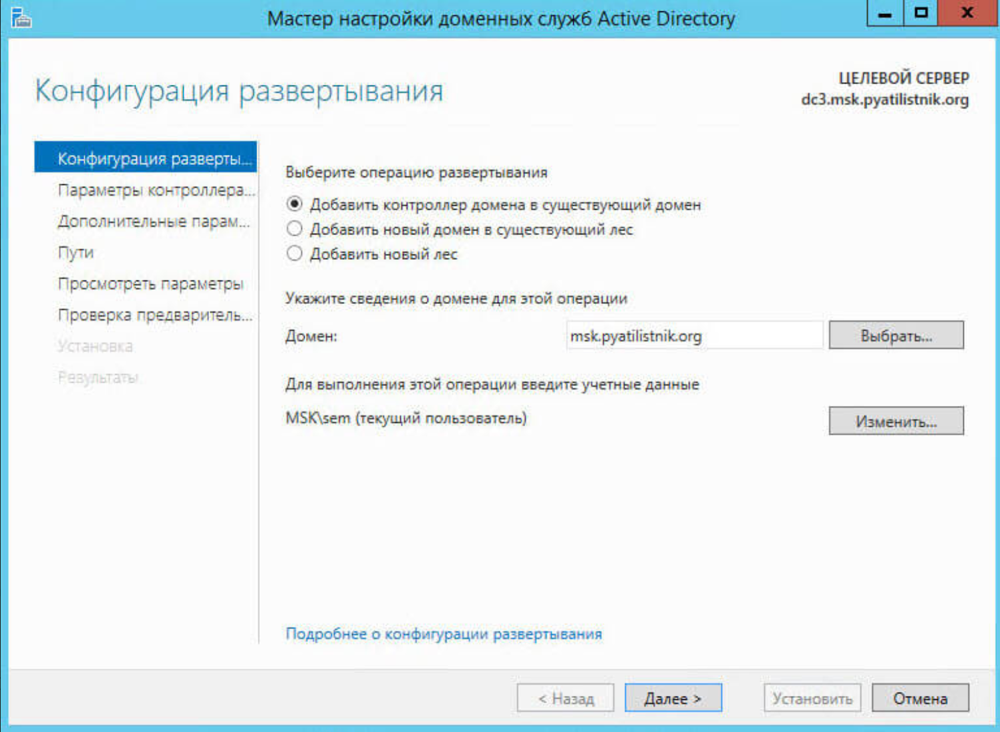 Мастер настройки доменных служб Active Directory
Конфигурация развертывания
ЦЕЛЕВОЙ СЕРВЕР
dc3.msk.pyatilistnik.org
Конфигурация разверты...
Параметры контроллера...
Дополнительные парам...
Пути
Просмотреть параметры
Проверка предваритель...
Установка
Результаты
Выберите операцию развертывания
Добавить контроллер домена в существующий домен
Добавить новый домен в существующий лес
Добавить новый лес
Укажите сведения о домене для этой операции
Домен: msk.pyatilistnik.org Выбрать...
Для выполнения этой операции введите учетные данные
MSK\sem (текущий пользователь) Изменить...
Подробнее о конфигурации развертывания
< Назад Далее > Установить Отмена